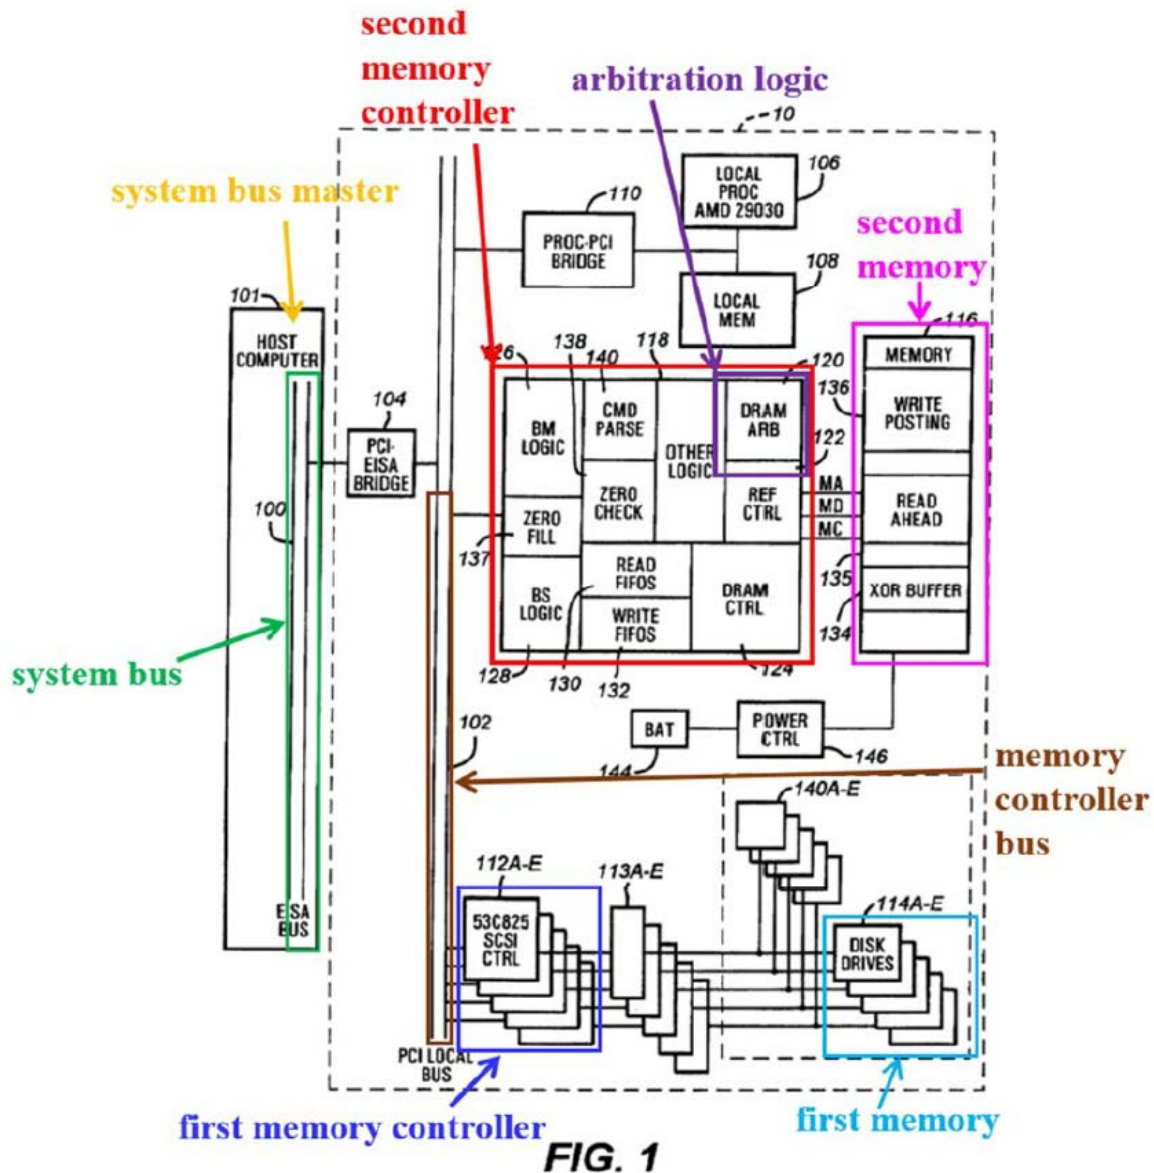 second
memory
controller
arbitration logic
10
system bus master
LOCAL
PROC
AMD 29030
106
110
PROC-PCI
BRIDGE
second
memory
108
LOCAL
MEM
101
HOST
COMPUTER
116
MEMORY
126
138
140
118
120
136
104
PCI-
EISA
BRIDGE
BM
LOGIC
CMD
PARSE
OTHER
LOGIC
DRAM
ARB
122
WRITE
POSTING
100
ZERO
CHECK
REF
CTRL
MA
MD
MC
READ
AHEAD
ZERO
FILL
137
135
READ
FIFOS
DRAM
CTRL
XOR BUFFER
BS
LOGIC
WRITE
FIFOS
134
system bus
128
130
132
124
102
BAT
144
POWER
CTRL
146
memory
controller
bus
140A-E
112A-E
113A-E
114A-E
EISA
BUS
53C825
SCSI
CTRL
DISK
DRIVES
PCI LOCAL
BUS
first memory controller
first memory
FIG. 1